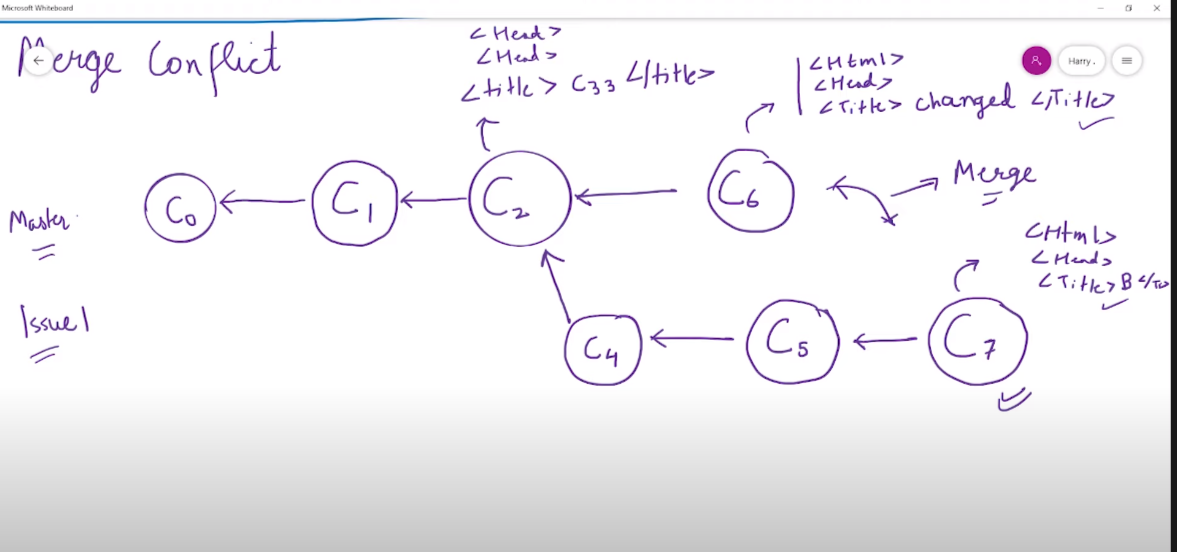 Microsoft Whiteboard
Merge Conflict
<Head>
<Head>
<title> C33 </title>
<Html>
<Head>
<Title> changed </Title>
Harry .
Master
C0
C1
C2
C6
Merge
<Html>
<Head>
<Title> B </T>
Issue1
C4
C5
C7